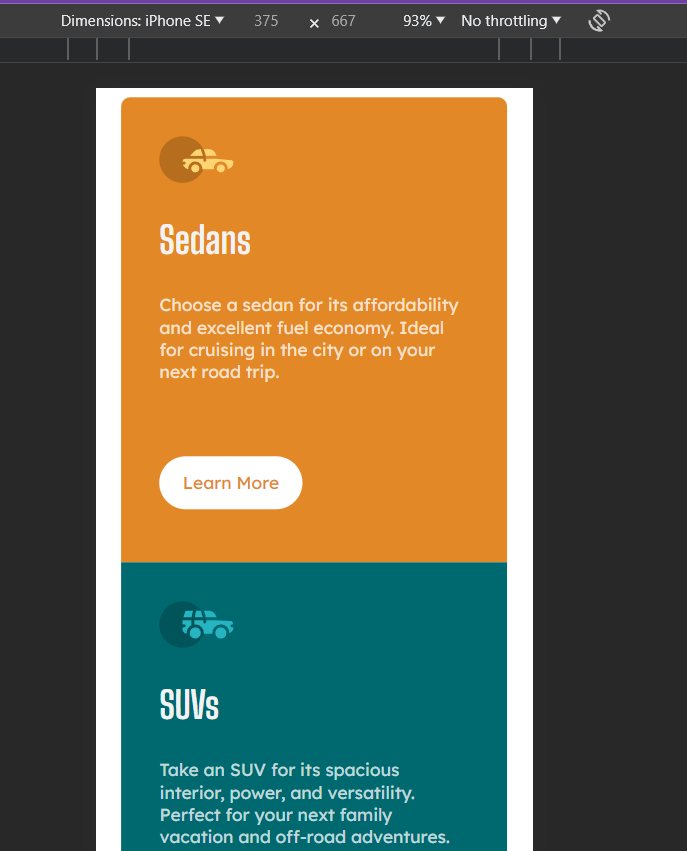 Dimensions: iPhone SE ▼ 375 × 667 93% ▼ No throttling ▼
Sedans
Choose a sedan for its affordability
and excellent fuel economy. Ideal
for cruising in the city or on your
next road trip.
Learn More
SUVs
Take an SUV for its spacious
interior, power, and versatility.
Perfect for your next family
vacation and off-road adventures.